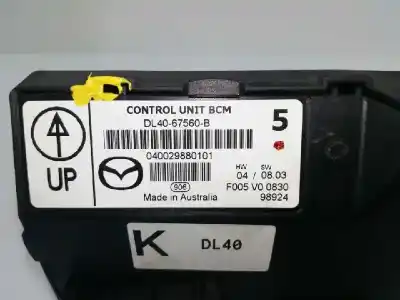 CONTROL UNIT BCM
DL40-67560-B
5
040029880101
HW SW
04 / 08.03
UP
906
F005 V0 0830
Made in Australia
98924
K DL40